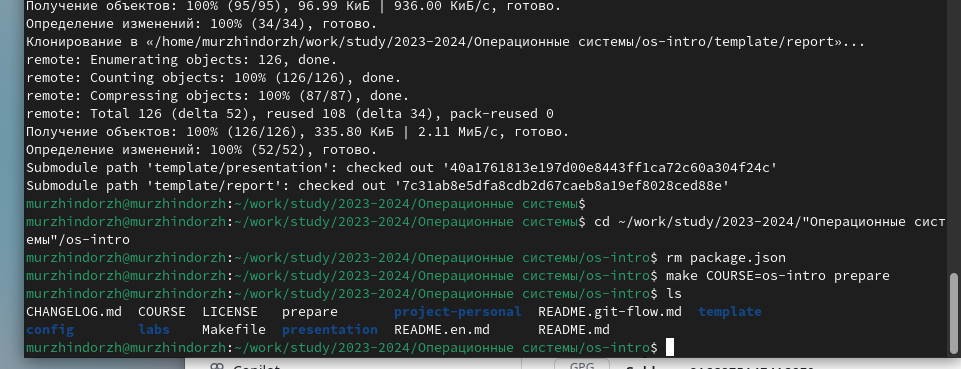 Получение объектов: 100% (95/95), 96.99 КиБ | 936.00 КиБ/с, готово.
Определение изменений: 100% (34/34), готово.
Клонирование в «/home/murzhindorzh/work/study/2023-2024/Операционные системы/os-intro/template/report»...
remote: Enumerating objects: 126, done.
remote: Counting objects: 100% (126/126), done.
remote: Compressing objects: 100% (87/87), done.
remote: Total 126 (delta 52), reused 108 (delta 34), pack-reused 0
Получение объектов: 100% (126/126), 335.80 КиБ | 2.11 МиБ/с, готово.
Определение изменений: 100% (52/52), готово.
Submodule path 'template/presentation': checked out '40a1761813e197d00e8443ff1ca72c60a304f24c'
Submodule path 'template/report': checked out '7c31ab8e5dfa8cdb2d67caeb8a19ef8028ced88e'
murzhindorzh@murzhindorzh:~/work/study/2023-2024/Операционные системы$
murzhindorzh@murzhindorzh:~/work/study/2023-2024/Операционные системы$ cd ~/work/study/2023-2024/"Операционные сист
емы"/os-intro
murzhindorzh@murzhindorzh:~/work/study/2023-2024/Операционные системы/os-intro$ rm package.json
murzhindorzh@murzhindorzh:~/work/study/2023-2024/Операционные системы/os-intro$ make COURSE=os-intro prepare
murzhindorzh@murzhindorzh:~/work/study/2023-2024/Операционные системы/os-intro$ ls
CHANGELOG.md COURSE LICENSE prepare project-personal README.git-flow.md template
config labs Makefile presentation README.en.md README.md
murzhindorzh@murzhindorzh:~/work/study/2023-2024/Операционные системы/os-intro$
Copilot GPG